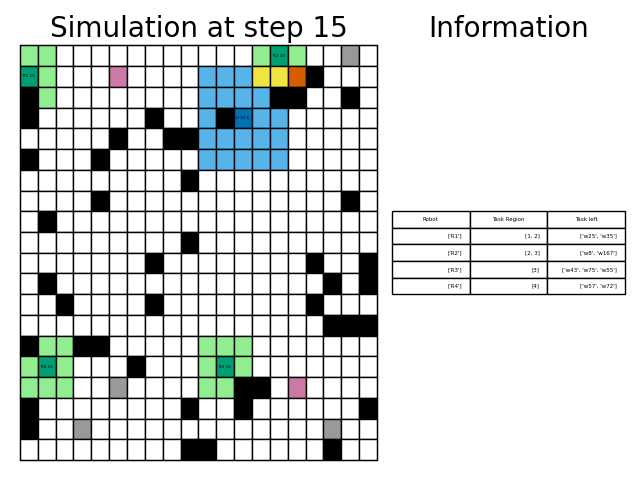 Simulation at step 15
Information
Robot Task Region Task left
['R1'] [1, 2] ['w25', 'w35']
['R2'] [2, 3] ['w8', 'w167']
['R3'] [3] ['w43', 'w75', 'w55']
['R4'] [4] ['w57', 'w72']